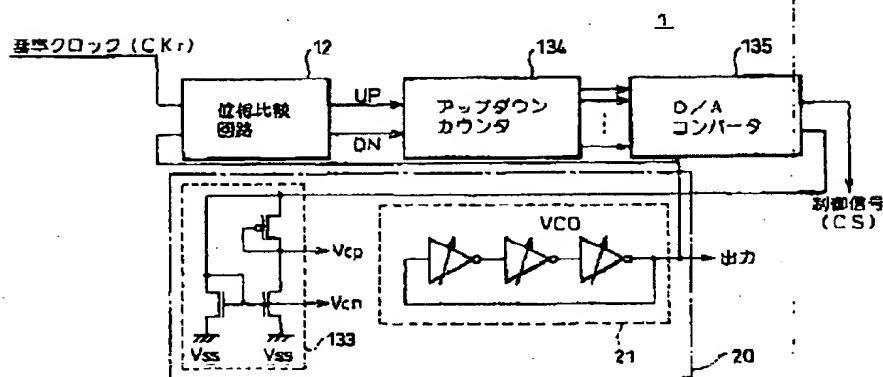 1
基準クロック (CKr)
12
134
135
位相比較
回路
UP
DN
アップダウン
カウンタ
D/A
コンバータ
制御信号
(CS)
VCO
Vcp
Vcn
出力
Vss
Vss
133
21
20